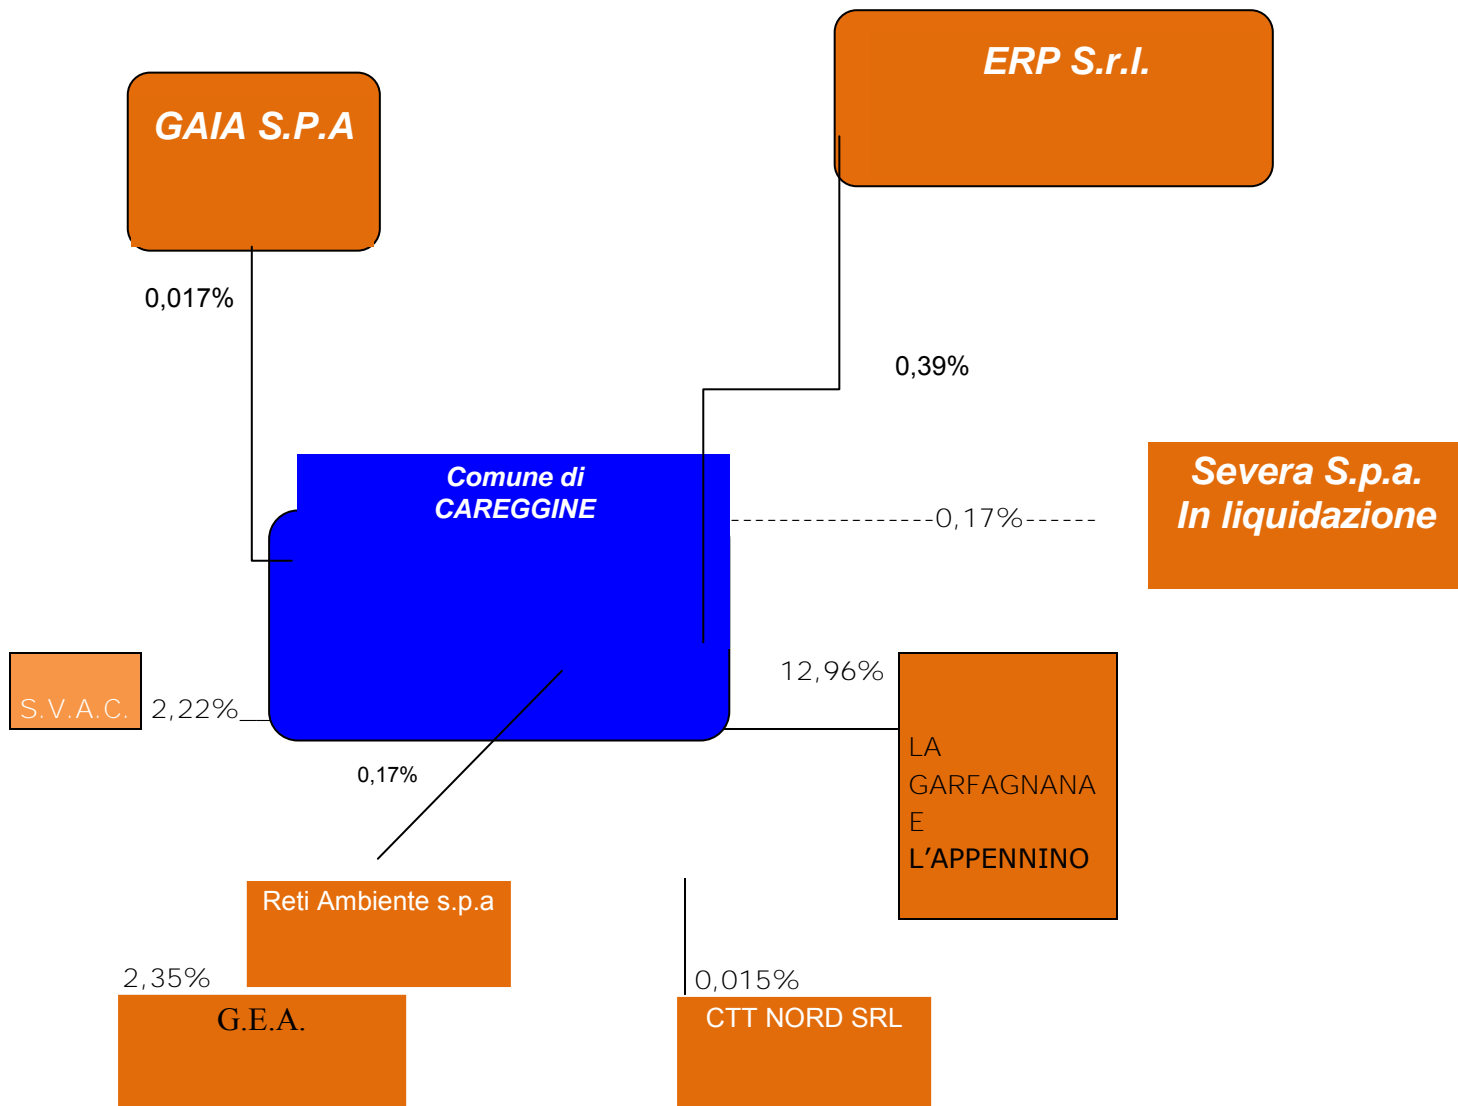 ERP S.r.l.
GAIA S.P.A
0,017%
0,39%
Comune di
CAREGGINE
---------------------0,17%------
Severa S.p.a.
In liquidazione
S.V.A.C.
2,22%__
12,96%
LA
GARFAGNANA
E
L'APPENNINO
0,17%
Reti Ambiente s.p.a
2,35%
G.E.A.
0,015%
CTT NORD SRL